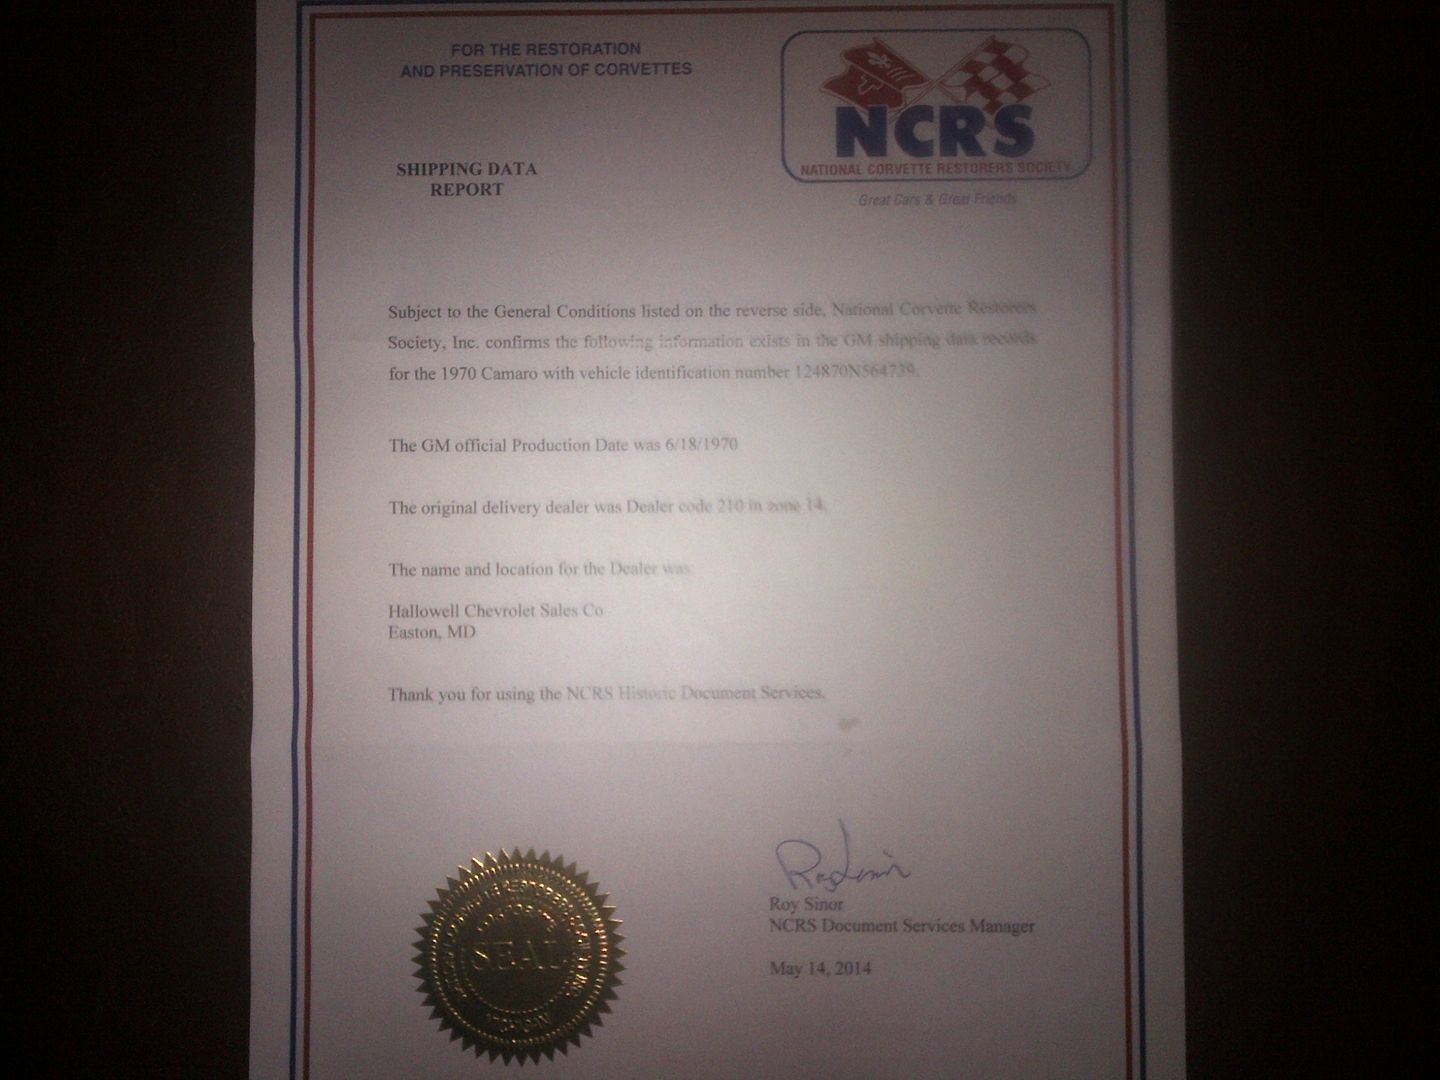 FOR THE RESTORATION
AND PRESERVATION OF CORVETTES
NCRS
NATIONAL CORVETTE RESTORERS SOCIETY
Great Cars & Great Friends
SHIPPING DATA
REPORT
Subject to the General Conditions listed on the reverse side, National Corvette Restorers
Society, Inc. confirms the following information exists in the GM shipping data records
for the 1970 Camaro with vehicle identification number 124870N564739.
The GM official Production Date was 6/18/1970
The original delivery dealer was Dealer code 210 in zone 14.
The name and location for the Dealer was:
Hallowell Chevrolet Sales Co
Easton, MD
Thank you for using the NCRS Historic Document Services.
Roy Sinor
Roy Sinor
NCRS Document Services Manager
May 14, 2014
SEAL